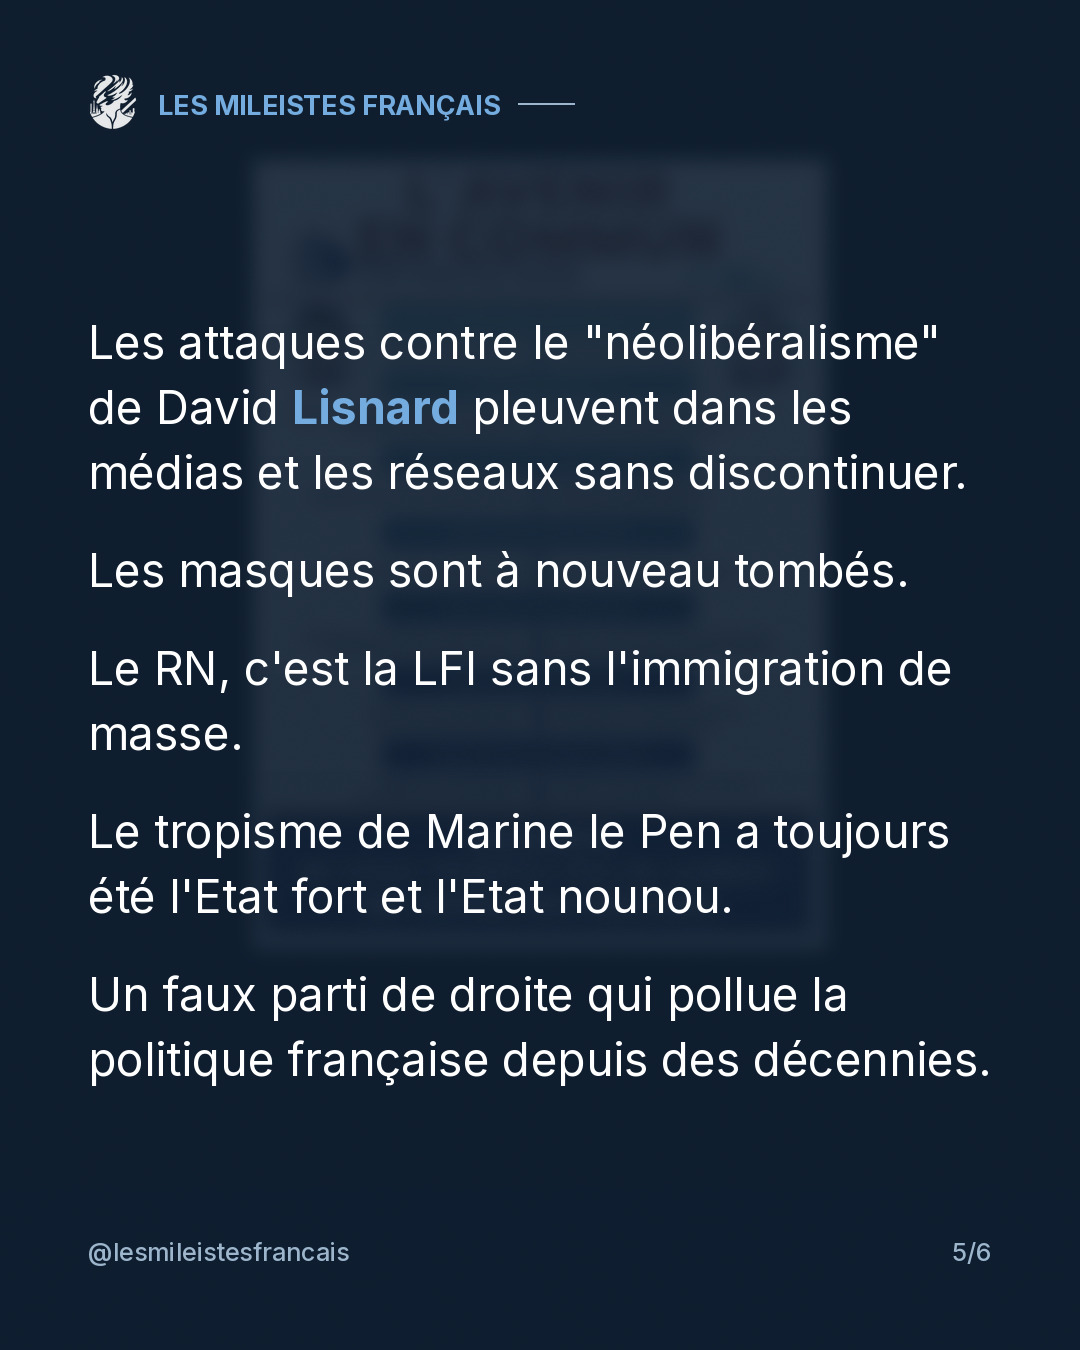 LES MILEISTES FRANÇAIS
Les attaques contre le "néolibéralisme"
de David Lisnard pleuvent dans les
médias et les réseaux sans discontinuer.
Les masques sont à nouveau tombés.
Le RN, c'est la LFI sans l'immigration de
masse.
Le tropisme de Marine le Pen a toujours
été l'Etat fort et l'Etat nounou.
Un faux parti de droite qui pollue la
politique française depuis des décennies.
@lesmileistesfrancais
5/6